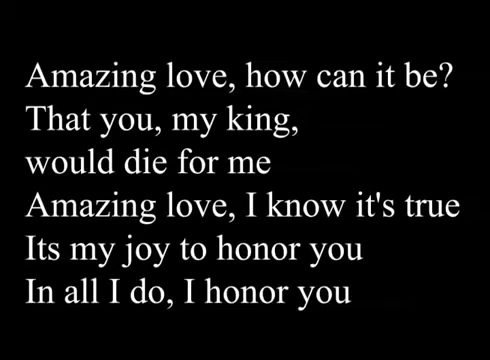 Amazing love, how can it be?
That you, my king,
would die for me
Amazing love, I know it's true
Its my joy to honor you
In all I do, I honor you